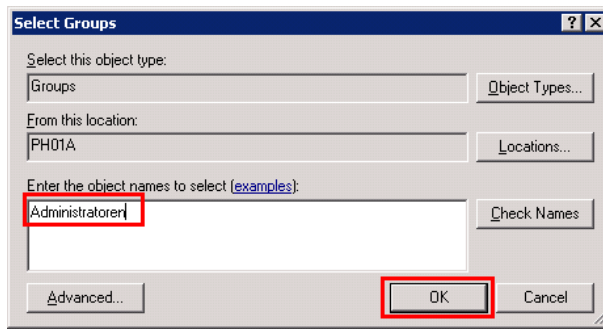 Select Groups
Select this object type:
Groups
Object Types...
From this location:
PH01A
Locations...
Enter the object names to select (examples):
Administratoren
Check Names
Advanced...
OK
Cancel